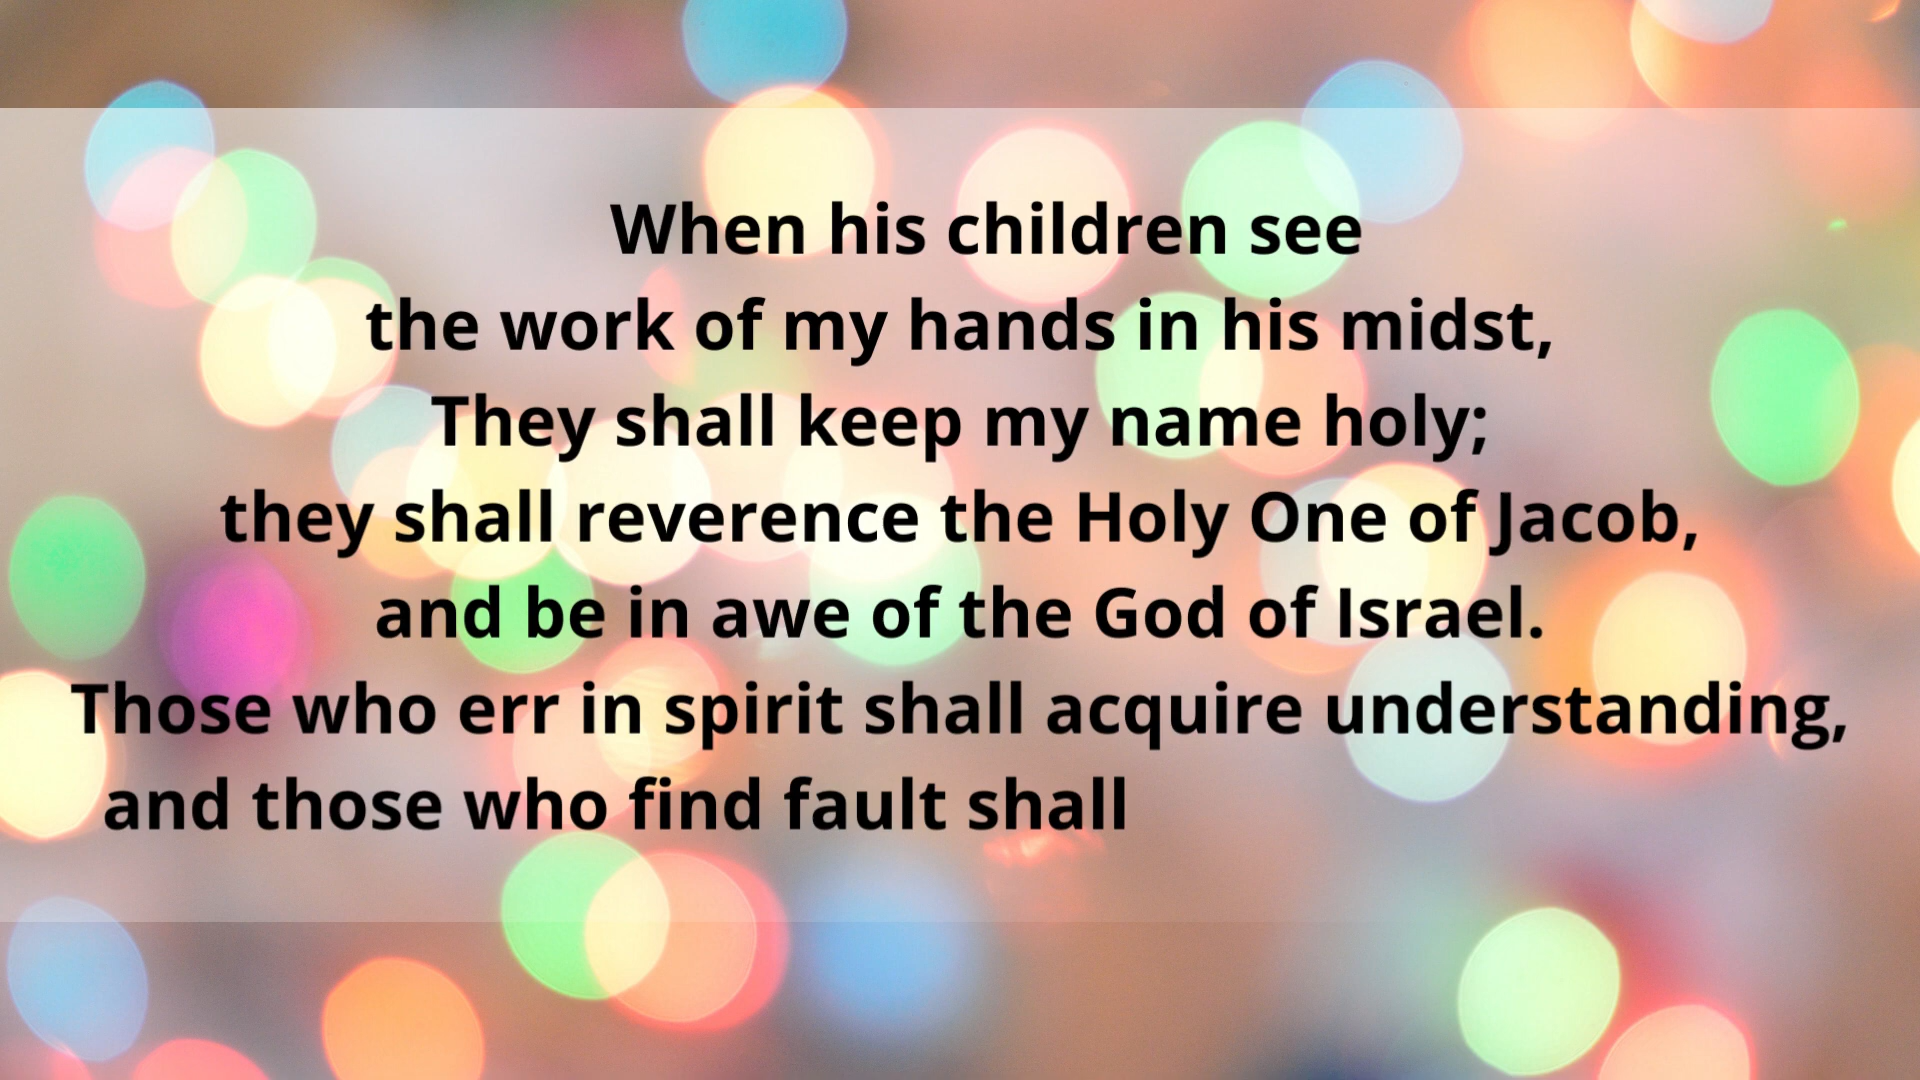 When his children see
the work of my hands in his midst,
They shall keep my name holy;
they shall reverence the Holy One of Jacob,
and be in awe of the God of Israel.
Those who err in spirit shall acquire understanding,
and those who find fault shall